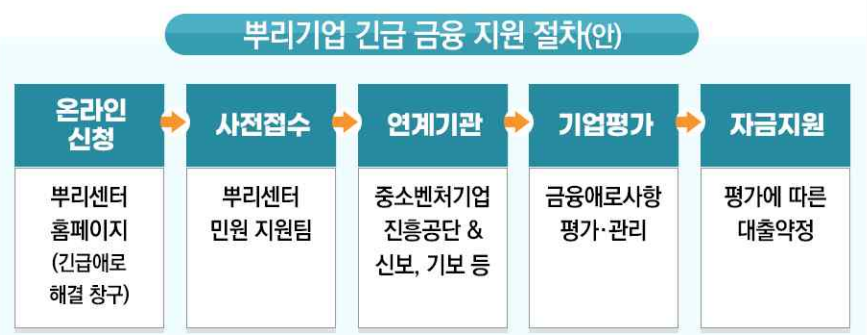 뿌리기업 긴급 금융 지원 절차(안)
온라인
신청
사전접수
연계기관
기업평가
자금지원
뿌리센터
홈페이지
(긴급애로
해결 창구)
뿌리센터
민원 지원팀
중소벤처기업
진흥공단 &
신보, 기보 등
금융애로사항
평가·관리
평가에 따른
대출약정